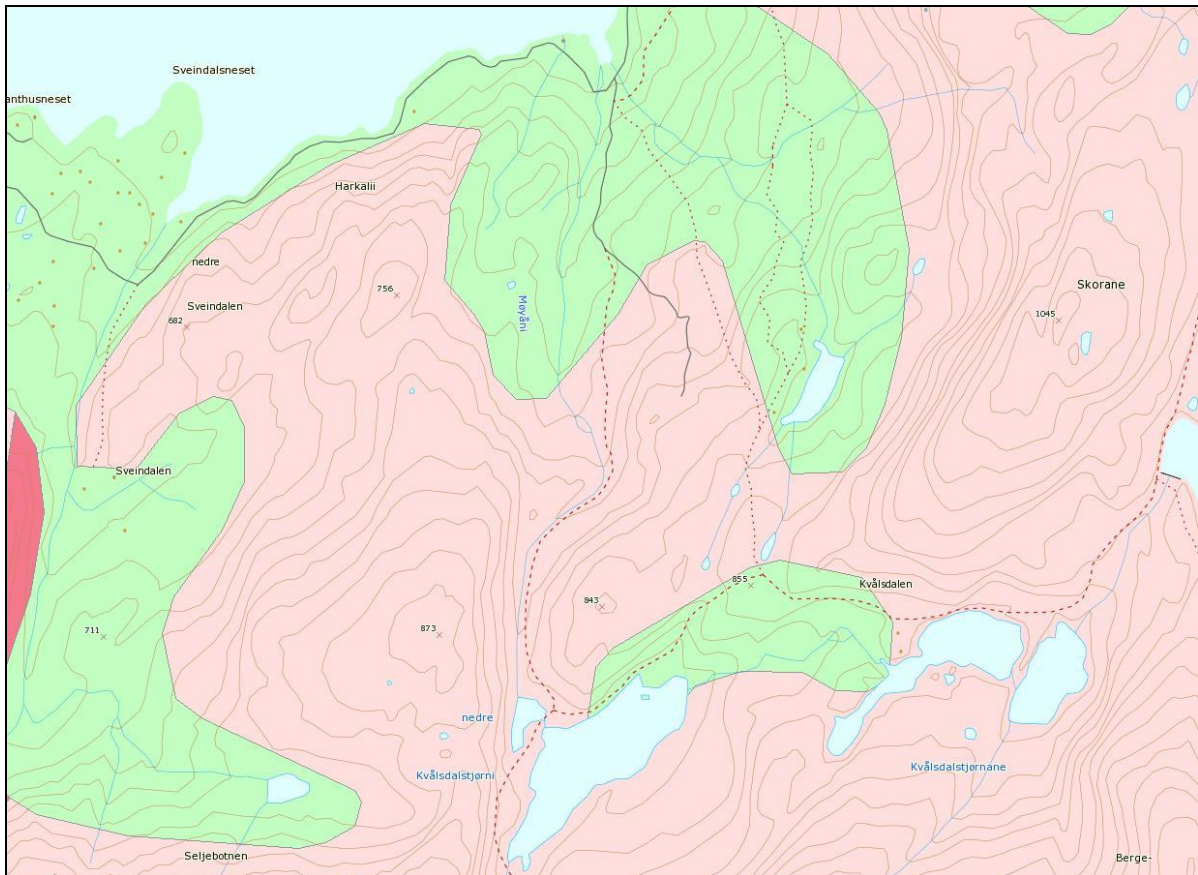 Sveindalsneset
anthusneset
Harkalii
nedre
Sveindalen
682
756
Møyåni
Skorane
1045
Sveindalen
Kvålsdalen
855
843
711
873
nedre
Kvålsdalstjørni
Kvålsdalstjørnane
Seljebotnen
Berge-